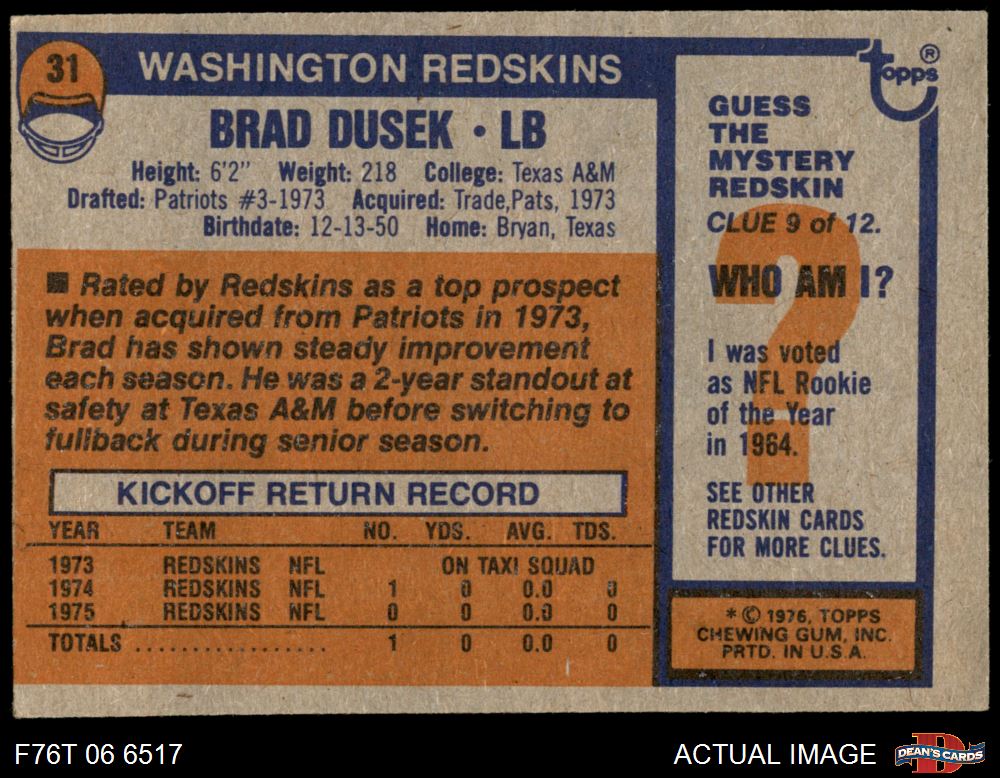 31
WASHINGTON REDSKINS
BRAD DUSEK • LB
Height: 6'2" Weight: 218 College: Texas A&M
Drafted: Patriots #3-1973 Acquired: Trade,Pats, 1973
Birthdate: 12-13-50 Home: Bryan, Texas
■ Rated by Redskins as a top prospect
when acquired from Patriots in 1973,
Brad has shown steady improvement
each season. He was a 2-year standout at
safety at Texas A&M before switching to
fullback during senior season.
KICKOFF RETURN RECORD
YEAR TEAM NO. YDS. AVG. TDS.
1973 REDSKINS NFL ON TAXI SQUAD
1974 REDSKINS NFL 1 0 0.0 0
1975 REDSKINS NFL 0 0 0.0 0
TOTALS .................. 1 0 0.0 0
topps®
GUESS
THE
MYSTERY
REDSKIN
CLUE 9 of 12.
?
WHO AM I?
I was voted
as NFL Rookie
of the Year
in 1964.
SEE OTHER
REDSKIN CARDS
FOR MORE CLUES.
* © 1976, TOPPS
CHEWING GUM, INC.
PRTD. IN U.S.A.
F76T 06 6517
ACTUAL IMAGE
D
DEAN'S CARDS